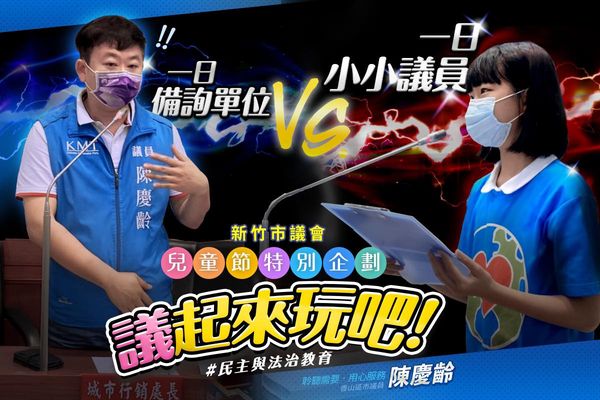 !!
一日
備詢單位
VS.
一日
小小議員
KMT
議員
陳慶齡
新竹市議會
兒童節特別企劃
議起來玩吧!
#民主與法治教育
城市行銷處長
聆聽需要·用心服務
香山區市議員
陳慶齡